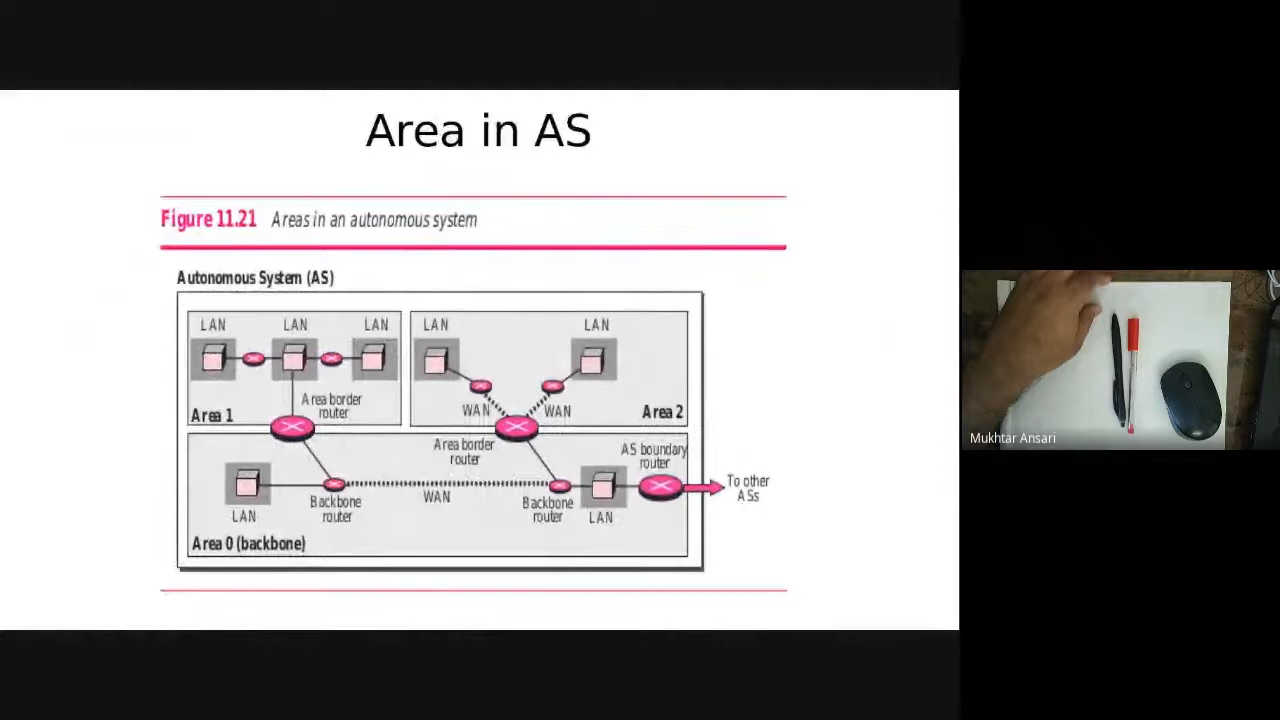 Area in AS
Figure 11.21 Areas in an autonomous system
Autonomous System (AS)
LAN LAN LAN LAN LAN
Area border
router
Area 1
WAN WAN
Area 2
Area border
router
AS boundary
router
To other
ASs
LAN
Backbone
router
WAN
Backbone
router
LAN
Area 0 (backbone)
Mukhtar Ansari